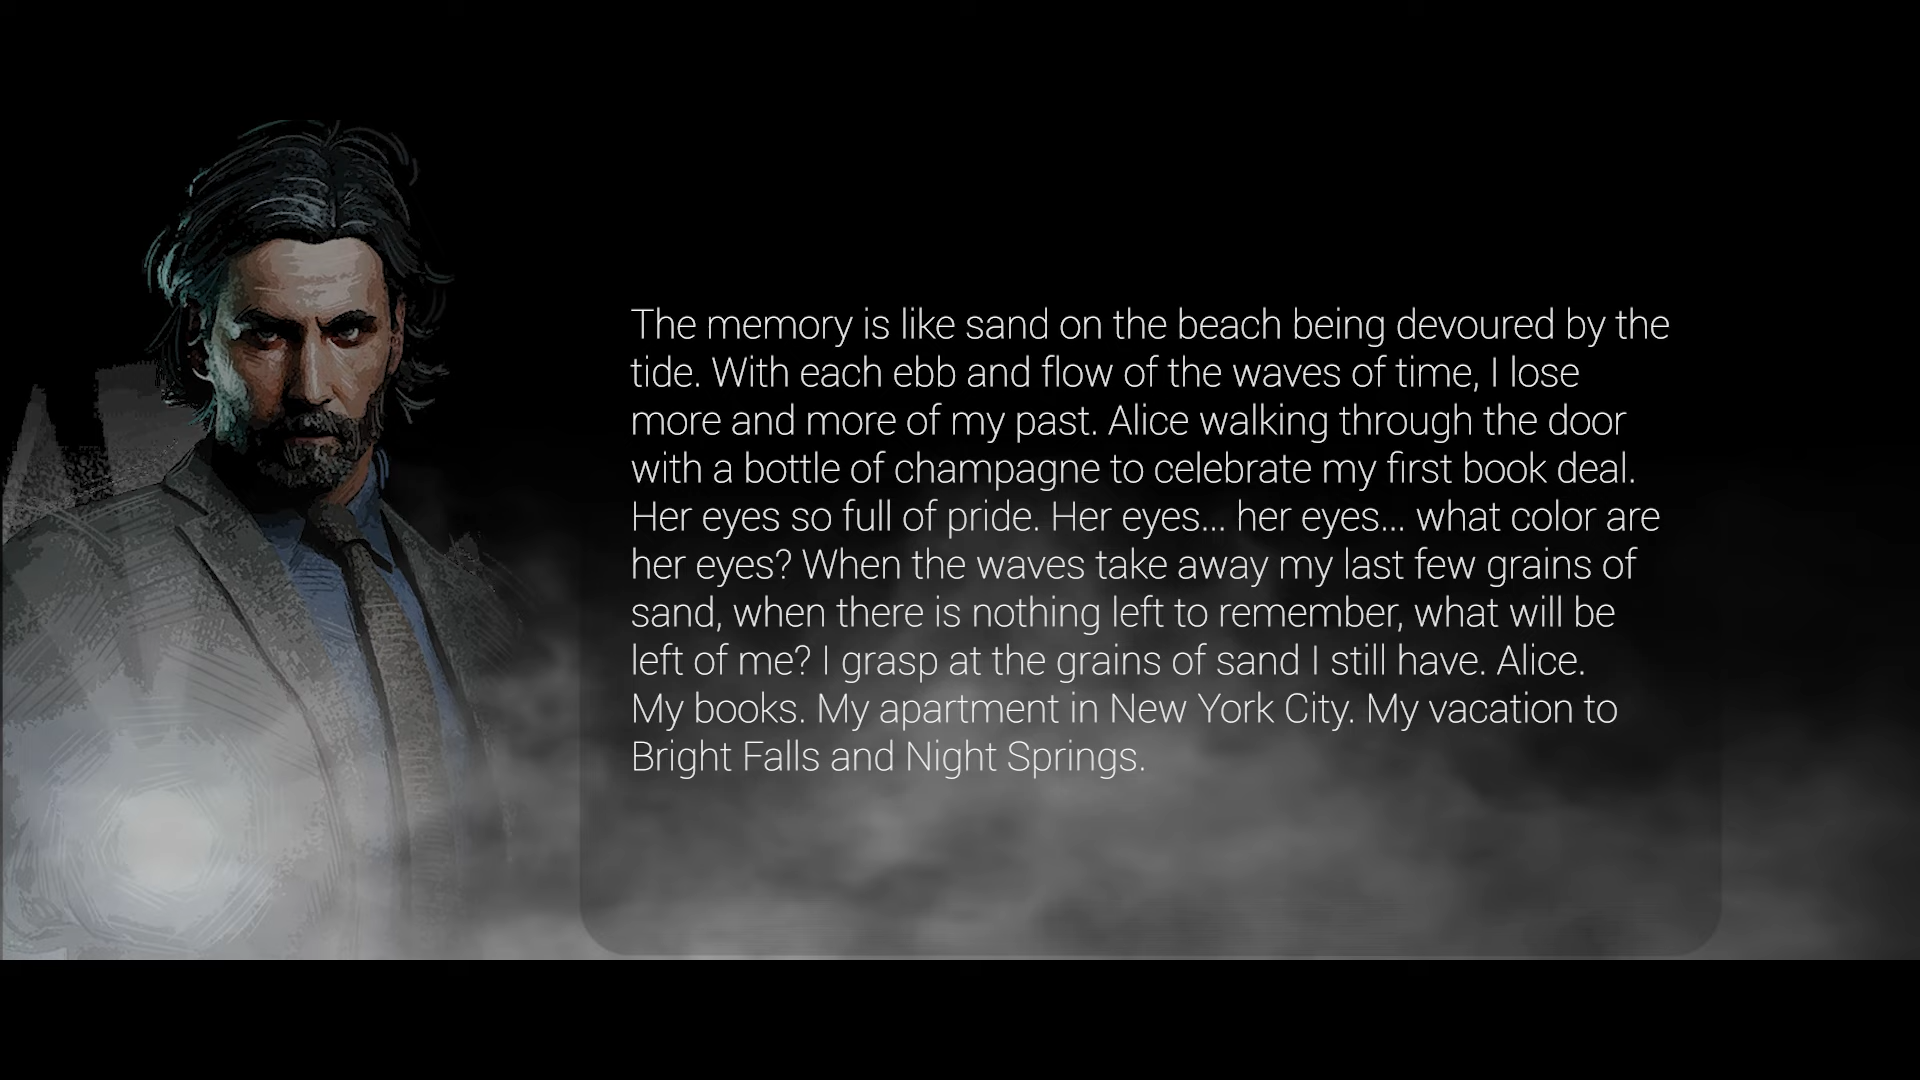 The memory is like sand on the beach being devoured by the
tide. With each ebb and flow of the waves of time, I lose
more and more of my past. Alice walking through the door
with a bottle of champagne to celebrate my first book deal.
Her eyes so full of pride. Her eyes... her eyes... what color are
her eyes? When the waves take away my last few grains of
sand, when there is nothing left to remember, what will be
left of me? I grasp at the grains of sand I still have. Alice.
My books. My apartment in New York City. My vacation to
Bright Falls and Night Springs.